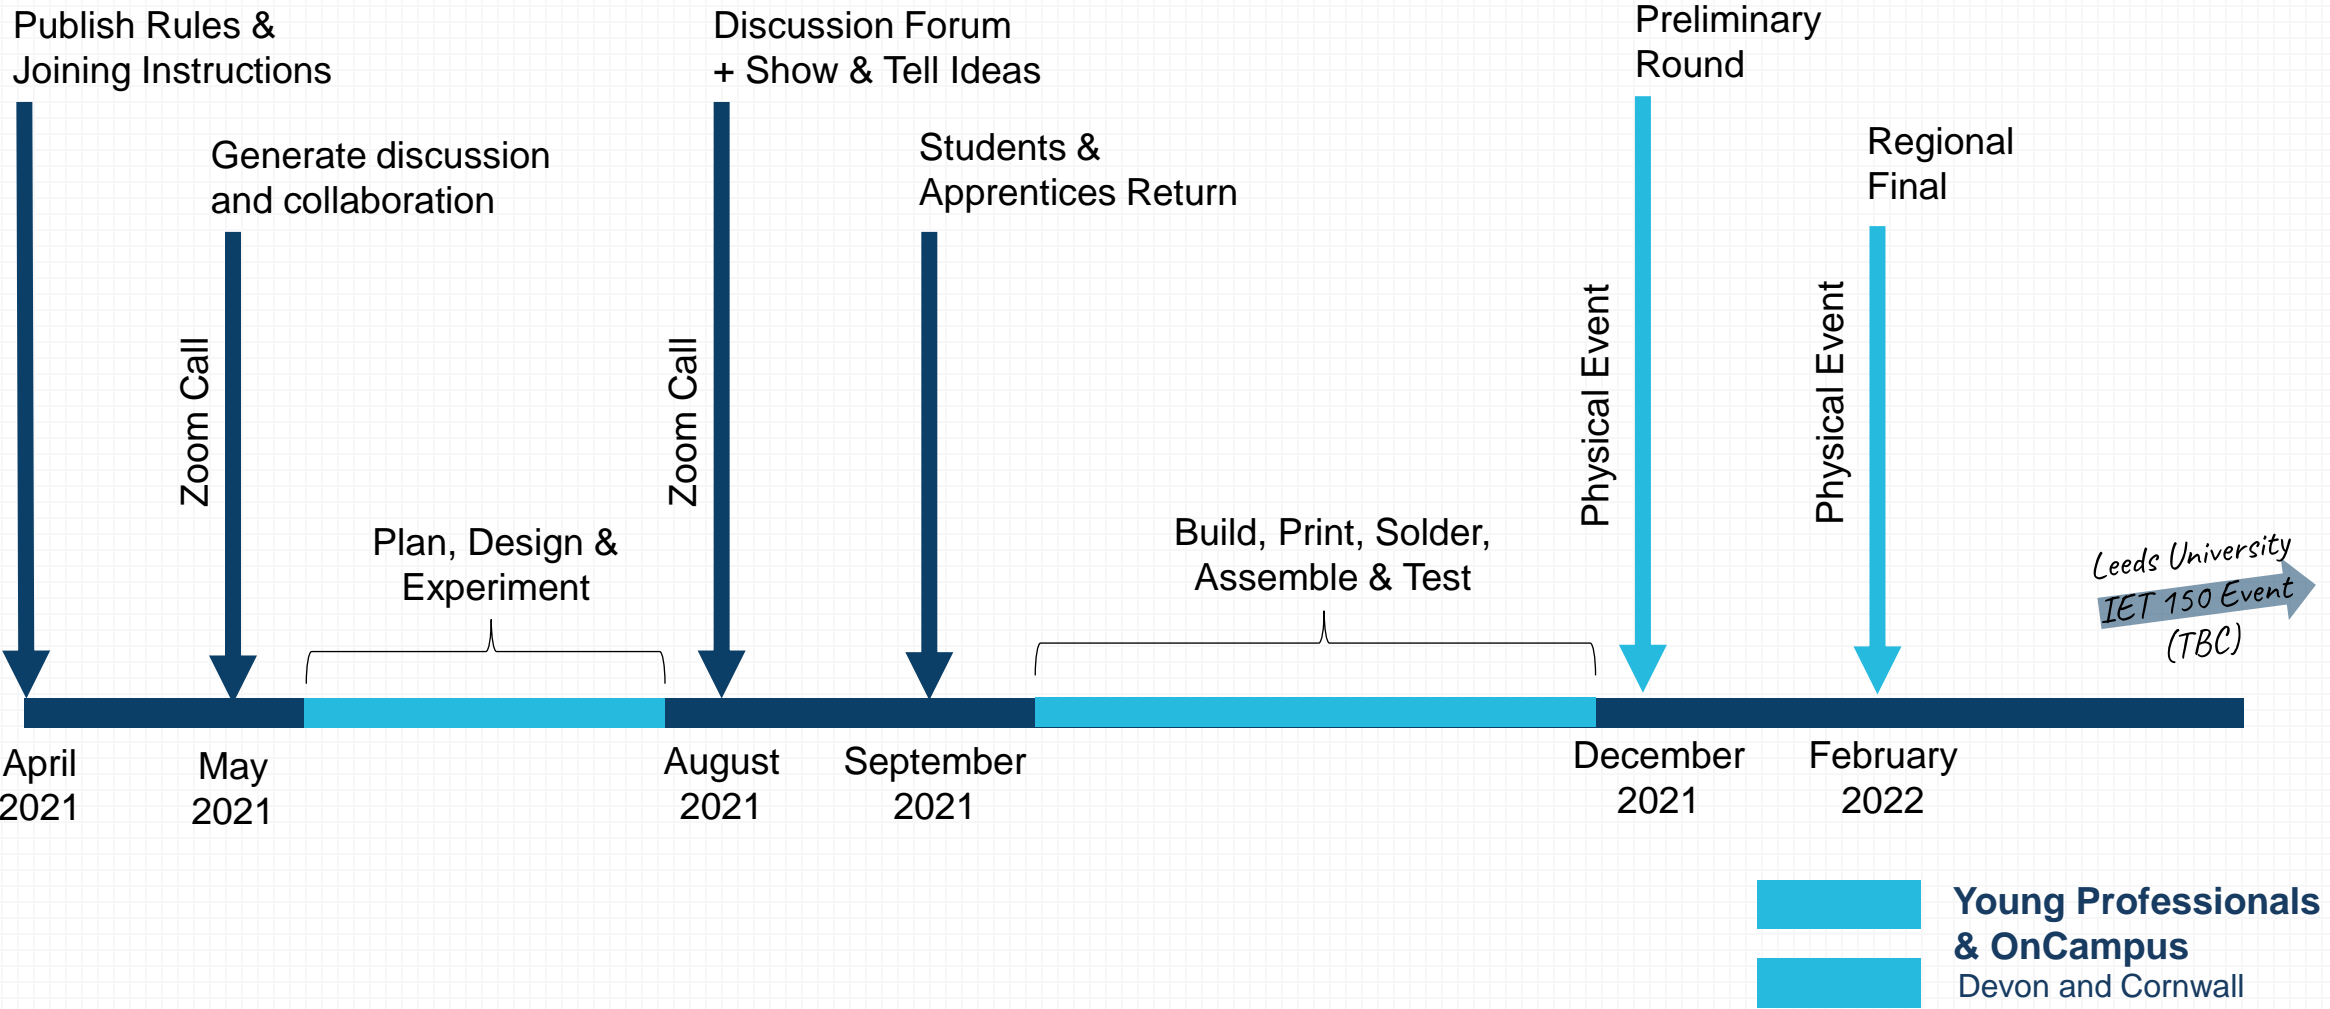 Publish Rules &
Joining Instructions
Generate discussion
and collaboration
Zoom Call
Plan, Design &
Experiment
Discussion Forum
+ Show & Tell Ideas
Zoom Call
Students &
Apprentices Return
Build, Print, Solder,
Assemble & Test
Preliminary
Round
Physical Event
Regional
Final
Physical Event
Leeds University
IET 150 Event
(TBC)
April
2021
May
2021
August
2021
September
2021
December
2021
February
2022
Young Professionals
& OnCampus
Devon and Cornwall